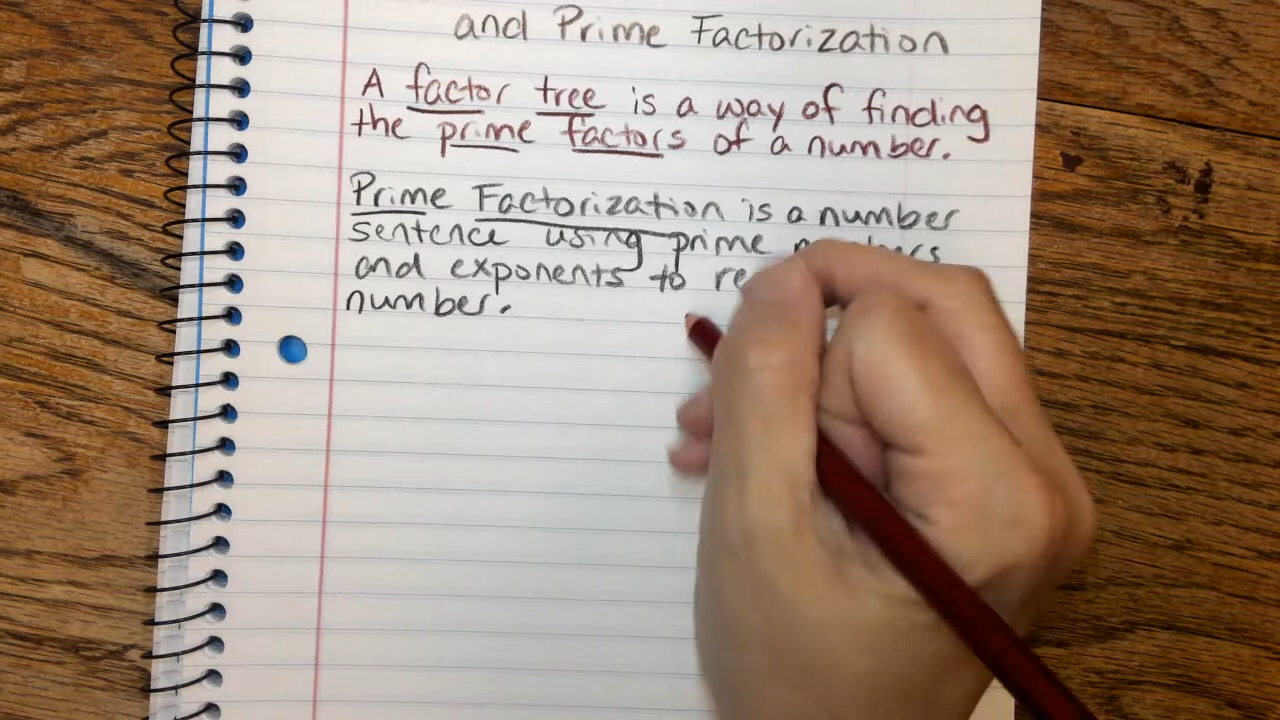 and Prime Factorization
A factor tree is a way of finding
the prime factors of a number.
Prime Factorization is a number
sentence using prime
and exponents to
number.